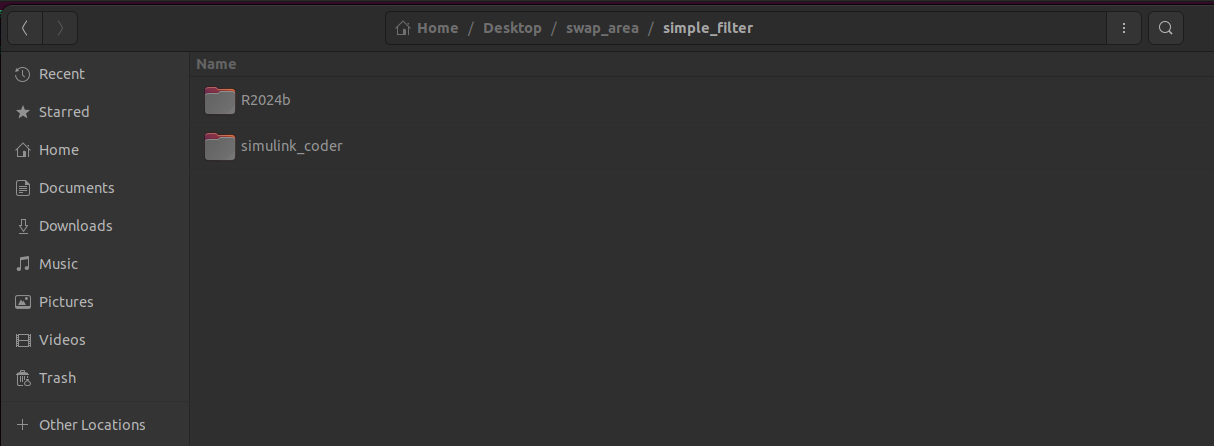 Home / Desktop / swap_area / simple_filter
Recent
Starred
Home
Documents
Downloads
Music
Pictures
Videos
Trash
+ Other Locations
Name
R2024b
simulink_coder